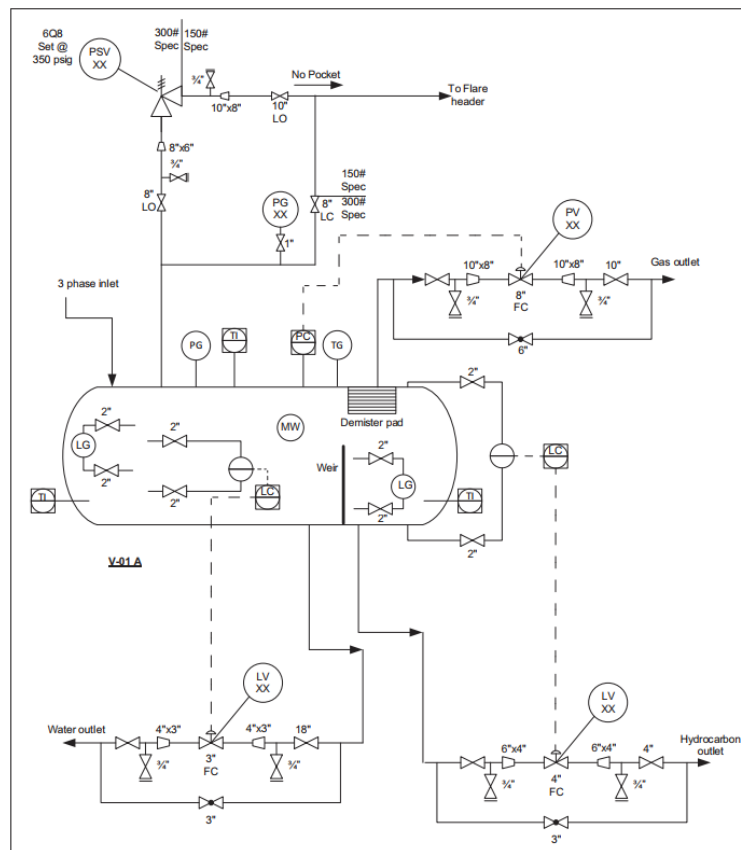 6Q8
Set @
350 psig
PSV
XX
300#
Spec
150#
Spec
¾"
No Pocket
To Flare
header
10"x8"
10"
LO
8"x6"
¾"
8"
LO
PG
XX
1"
150#
Spec
8"
LC
300#
Spec
PV
XX
10"x8"
10"x8"
10"
Gas outlet
8"
FC
¾"
¾"
6"
3 phase inlet
PG
TI
PC
TG
2"
Demister pad
2"
LG
2"
2"
2"
MW
Weir
2"
LG
2"
LC
LC
TI
TI
2"
V-01 A
LV
XX
Water outlet
4"x3"
4"x3"
18"
3"
FC
¾"
¾"
3"
LV
XX
6"x4"
6"x4"
4"
Hydrocarbon
outlet
4"
FC
¾"
¾"
3"